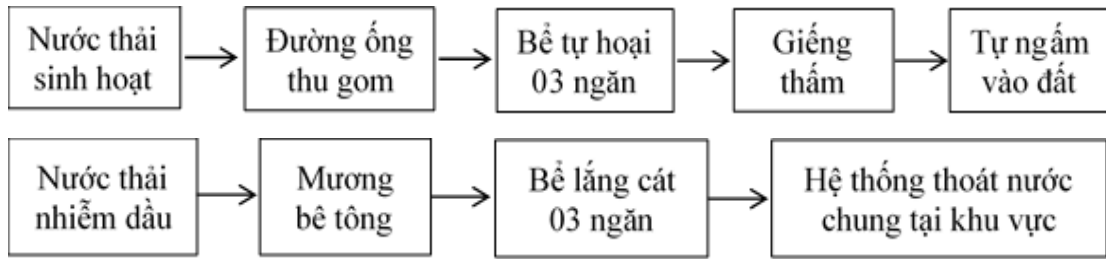 Nước thải
sinh hoạt
Đường ống
thu gom
Bể tự hoại
03 ngăn
Giếng
thấm
Tự ngấm
vào đất
Nước thải
nhiễm dầu
Mương
bê tông
Bể lắng cát
03 ngăn
Hệ thống thoát nước
chung tại khu vực